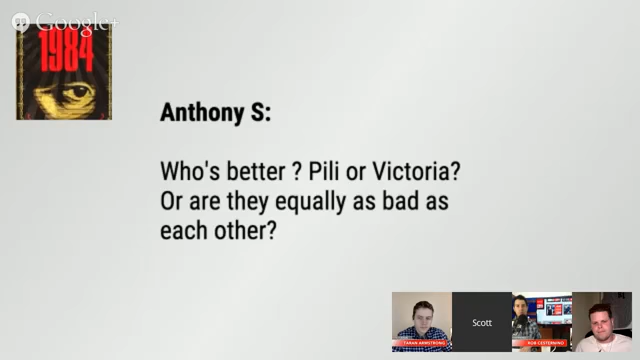 Google+
1984
Anthony S:
Who's better ? Pili or Victoria?
Or are they equally as bad as
each other?
Scott
TARAN ARMSTRONG
ROB CESTERNINO